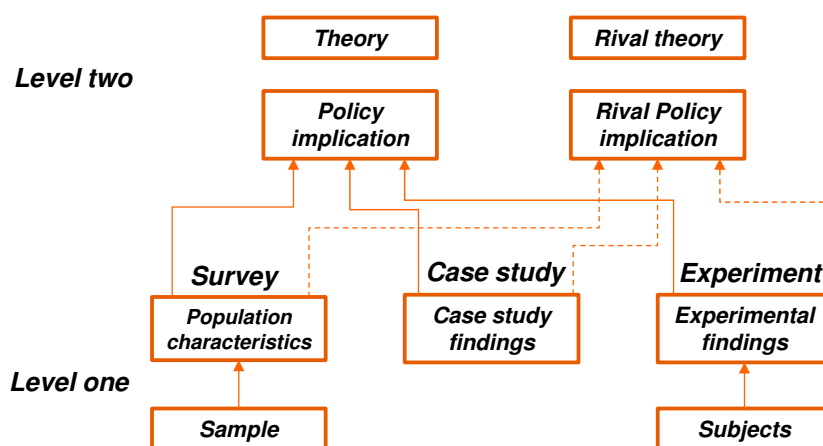 Theory
Rival theory
Level two
Policy
implication
Rival Policy
implication
Survey
Case study
Experiment
Population
characteristics
Case study
findings
Experimental
findings
Level one
Sample
Subjects